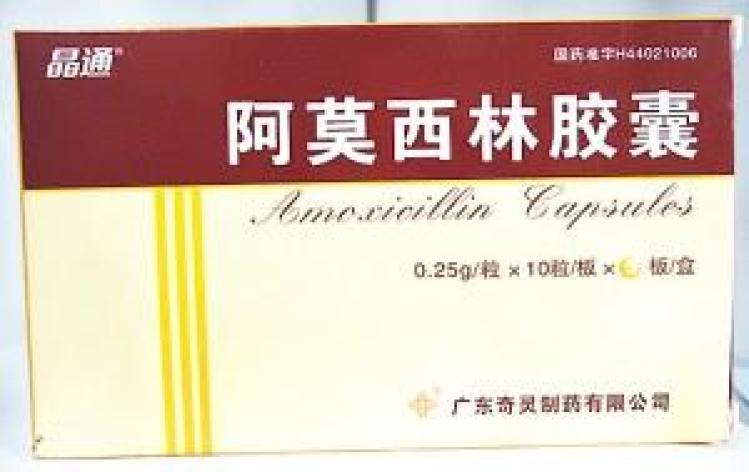 晶通®
国药准字H44021006
阿莫西林胶囊
Amoxicillin Capsules
0.25g/粒×10粒/板× 板/盒
广东奇灵制药有限公司